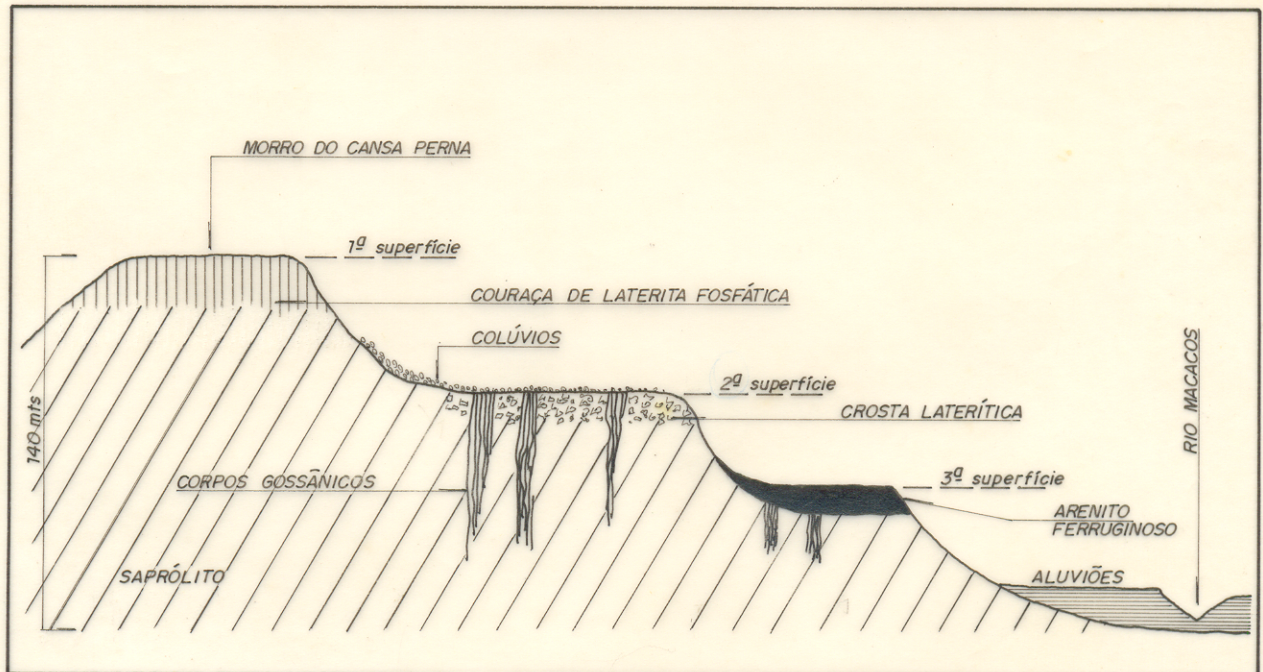 MORRO DO CANSA PERNA
1ª superfície
COURAÇA DE LATERITA FOSFÁTICA
COLÚVIOS
2ª superfície
CROSTA LATERÍTICA
RIO MACACOS
140 mts
CORPOS GOSSÂNICOS
3ª superfície
ARENITO
FERRUGINOSO
SAPRÓLITO
ALUVIÕES